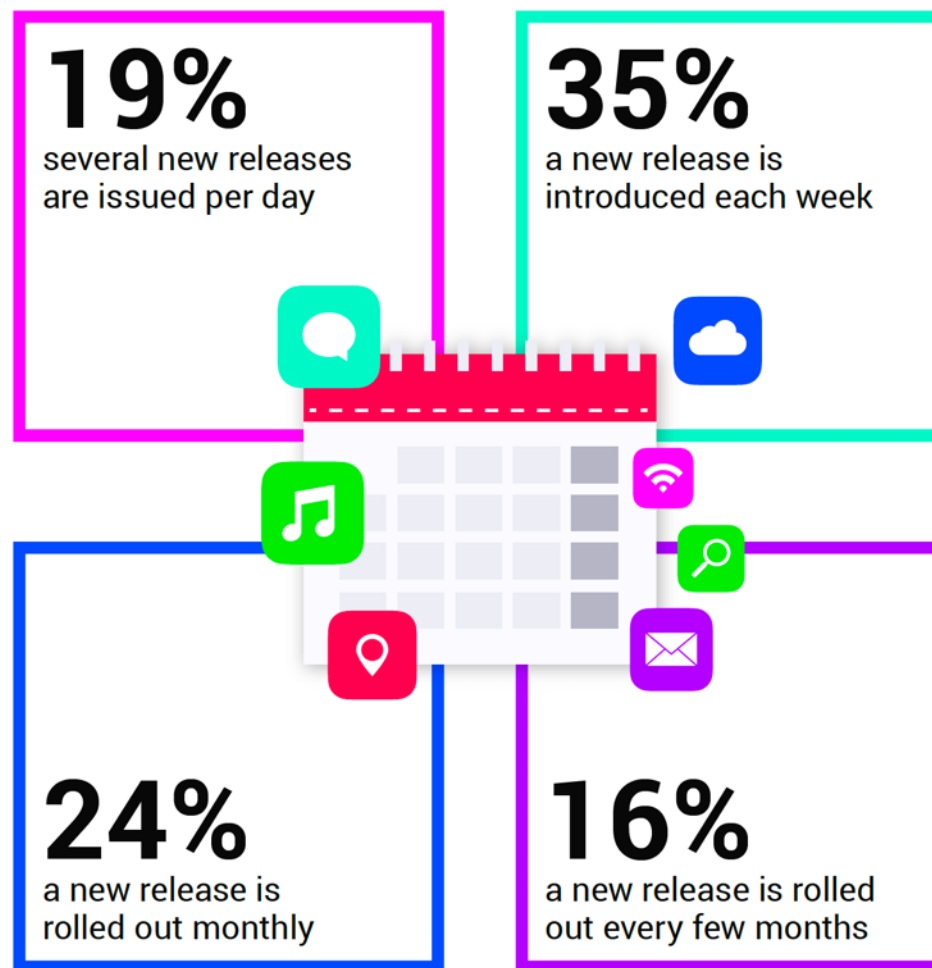 19%
several new releases
are issued per day
35%
a new release is
introduced each week
24%
a new release is
rolled out monthly
16%
a new release is rolled
out every few months